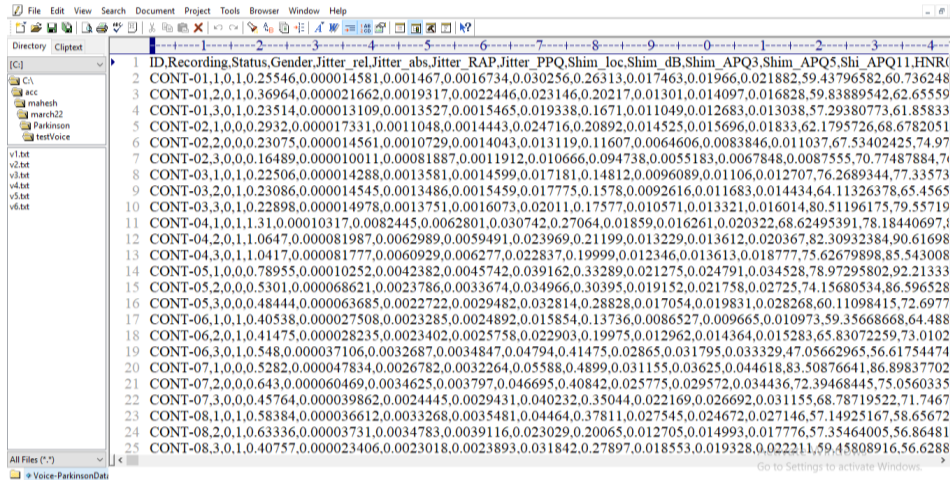 File Edit View Search Document Project Tools Browser Window Help
Directory Cliptext
[C:]
C:\
acc
mahesh
march22
Parkinson
testVoice
v1.txt
v2.txt
v3.txt
v4.txt
v5.txt
v6.txt
All Files (*.*)
Voice-ParkinsonData
1 ID,Recording,Status,Gender,Jitter_rel,Jitter_abs,Jitter_RAP,Jitter_PPQ,Shim_loc,Shim_dB,Shim_APQ3,Shim_APQ5,Shi_APQ11,HNR0
2 CONT-01,1,0,1,0.25546,0.000014581,0.001467,0.0016734,0.030256,0.26313,0.017463,0.01966,0.021882,59.43796582,60.736248
3 CONT-01,2,0,1,0.36964,0.000021662,0.0019317,0.0022446,0.023146,0.20217,0.01301,0.014097,0.016828,59.83889542,62.65559
4 CONT-01,3,0,1,0.23514,0.000013109,0.0013527,0.0015465,0.019338,0.1671,0.011049,0.012683,0.013038,57.29380773,61.85833
5 CONT-02,1,0,0,0.2932,0.000017331,0.0011048,0.0014443,0.024716,0.20892,0.014525,0.015696,0.01833,62.1795726,68.6782051
6 CONT-02,2,0,0,0.23075,0.000014561,0.0010729,0.0014043,0.013119,0.11607,0.0064606,0.0083846,0.011037,67.53402425,74.97
7 CONT-02,3,0,0,0.16489,0.000010011,0.00081887,0.0011912,0.010666,0.094738,0.0055183,0.0067848,0.0087555,70.77487884,7
8 CONT-03,1,0,1,0.22506,0.000014288,0.0013581,0.0014599,0.017181,0.14812,0.0096089,0.01106,0.012707,76.2689344,77.33573
9 CONT-03,2,0,1,0.23086,0.000014545,0.0013486,0.0015459,0.017775,0.1578,0.0092616,0.011683,0.014434,64.11326378,65.4565
10 CONT-03,3,0,1,0.22898,0.000014978,0.0013751,0.0016073,0.02011,0.17577,0.010571,0.013321,0.016014,80.51196175,79.55719
11 CONT-04,1,0,1,1.31,0.00010317,0.0082445,0.0062801,0.030742,0.27064,0.01859,0.016261,0.020322,68.62495391,78.18440697,
12 CONT-04,2,0,1,1.0647,0.000081987,0.0062989,0.0059491,0.023969,0.21199,0.013229,0.013612,0.020367,82.30932384,90.61698
13 CONT-04,3,0,1,1.0417,0.000081777,0.0060929,0.006277,0.022837,0.19999,0.012346,0.013613,0.018777,75.62679898,85.543008
14 CONT-05,1,0,0,0.78955,0.00010252,0.0042382,0.0045742,0.039162,0.33289,0.021275,0.024791,0.034528,78.97295802,92.21333
15 CONT-05,2,0,0,0.5301,0.000068621,0.0023786,0.0033674,0.034966,0.30395,0.019152,0.021758,0.02725,74.15680534,86.596528
16 CONT-05,3,0,0,0.48444,0.000063685,0.0022722,0.0029482,0.032814,0.28828,0.017054,0.019831,0.028268,60.11098415,72.6977
17 CONT-06,1,0,1,0.40538,0.000027508,0.0023285,0.0024892,0.015854,0.13736,0.0086527,0.009665,0.010973,59.35668668,64.488
18 CONT-06,2,0,1,0.41475,0.000028235,0.0023402,0.0025758,0.022903,0.19975,0.012962,0.014364,0.015283,65.83072259,73.0102
19 CONT-06,3,0,1,0.548,0.000037106,0.0032687,0.0034847,0.04794,0.41475,0.02865,0.031795,0.033329,47.05662965,56.61754474
20 CONT-07,1,0,0,0.5282,0.000047834,0.0026782,0.0032264,0.05588,0.4899,0.031155,0.03625,0.044618,83.50876641,86.89837702
21 CONT-07,2,0,0,0.643,0.000060469,0.0034625,0.003797,0.046695,0.40842,0.025775,0.029572,0.034436,72.39468445,75.0560335
22 CONT-07,3,0,0,0.45764,0.000039862,0.0024445,0.0029431,0.040232,0.35044,0.022169,0.026692,0.031155,68.78719522,71.7467
23 CONT-08,1,0,1,0.58384,0.000036612,0.0033268,0.0035481,0.04464,0.37811,0.027545,0.024672,0.027146,57.14925167,58.65672
24 CONT-08,2,0,1,0.63336,0.00003731,0.0034783,0.0039116,0.023029,0.20065,0.012705,0.014993,0.017776,57.35464005,56.86481
25 CONT-08,3,0,1,0.40757,0.000023406,0.0023018,0.0023893,0.031842,0.27897,0.018553,0.019328,0.022211,59.45808916,56.6288
Go to Settings to activate Windows.